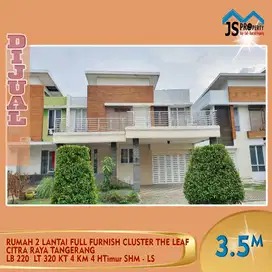 JS PROPERTY
DIJUAL
RUMAH 2 LANTAI FULL FURNISH CLUSTER THE LEAF
CITRA RAYA TANGERANG
LB 220 LT 320 KT 4 KM 4 HTimur SHM - LS
3.5M